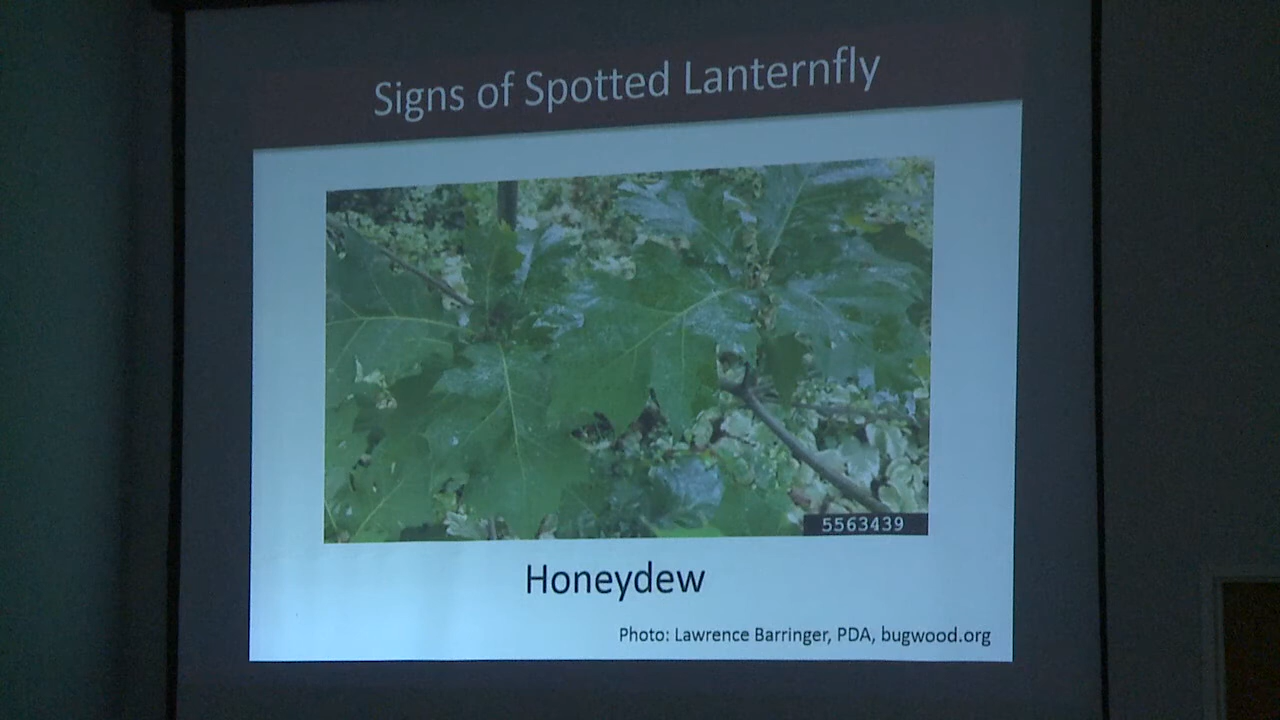 Signs of Spotted Lanternfly
5563439
Honeydew
Photo: Lawrence Barringer, PDA, bugwood.org